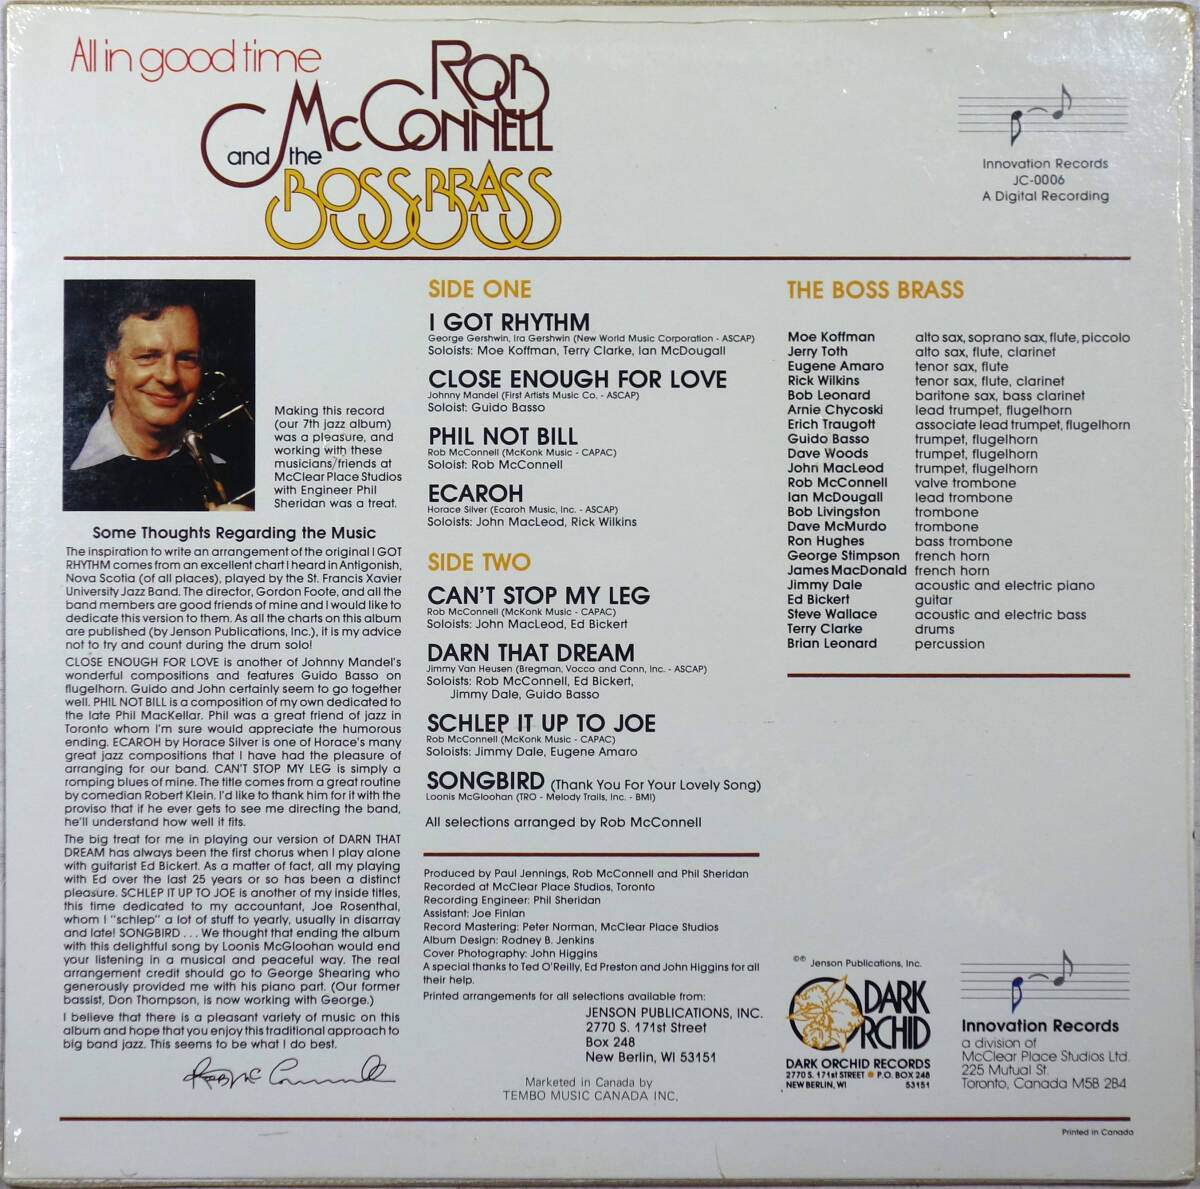 All in good time
ROB
McCONNELL
and the
BOSS BRASS
Innovation Records
JC-0006
A Digital Recording
Making this record
(our 7th jazz album)
was a pleasure, and
working with these
musicians/friends at
McClear Place Studios
with Engineer Phil
Sheridan was a treat.
Some Thoughts Regarding the Music
The inspiration to write an arrangement of the original I GOT
RHYTHM comes from an excellent chart I heard in Antigonish,
Nova Scotia (of all places), played by the St. Francis Xavier
University Jazz Band. The director, Gordon Foote, and all the
band members are good friends of mine and I would like to
dedicate this version to them. As all the charts on this album
are published (by Jenson Publications, Inc.), it is my advice
not to try and count during the drum solo!
CLOSE ENOUGH FOR LOVE is another of Johnny Mandel's
wonderful compositions and features Guido Basso on
flugelhorn. Guido and John certainly seem to go together
well. PHIL NOT BILL is a composition of my own dedicated to
the late Phil MacKellar. Phil was a great friend of jazz in
Toronto whom I'm sure would appreciate the humorous
ending. ECAROH by Horace Silver is one of Horace's many
great jazz compositions that I have had the pleasure of
arranging for our band. CAN'T STOP MY LEG is simply a
romping blues of mine. The title comes from a great routine
by comedian Robert Klein. I'd like to thank him for it with the
proviso that if he ever gets to see me directing the band,
he'll understand how well it fits.
The big treat for me in playing our version of DARN THAT
DREAM has always been the first chorus when I play alone
with guitarist Ed Bickert. As a matter of fact, all my playing
with Ed over the last 25 years or so has been a distinct
pleasure. SCHLEP IT UP TO JOE is another of my inside titles,
this time dedicated to my accountant, Joe Rosenthal,
whom I "schlep" a lot of stuff to yearly, usually in disarray
and late! SONGBIRD . . . We thought that ending the album
with this delightful song by Loonis McGloohan would end
your listening in a musical and peaceful way. The real
arrangement credit should go to George Shearing who
generously provided me with his piano part. (Our former
bassist, Don Thompson, is now working with George.)
I believe that there is a pleasant variety of music on this
album and hope that you enjoy this traditional approach to
big band jazz. This seems to be what I do best.
Rob McConnell
SIDE ONE
I GOT RHYTHM
George Gershwin, Ira Gershwin (New World Music Corporation - ASCAP)
Soloists: Moe Koffman, Terry Clarke, Ian McDougall
CLOSE ENOUGH FOR LOVE
Johnny Mandel (First Artists Music Co. - ASCAP)
Soloist: Guido Basso
PHIL NOT BILL
Rob McConnell (McKonk Music - CAPAC)
Soloist: Rob McConnell
ECAROH
Horace Silver (Ecaroh Music, Inc. - ASCAP)
Soloists: John MacLeod, Rick Wilkins
SIDE TWO
CAN'T STOP MY LEG
Rob McConnell (McKonk Music - CAPAC)
Soloists: John MacLeod, Ed Bickert
DARN THAT DREAM
Jimmy Van Heusen (Bregman, Vocco and Conn, Inc. - ASCAP)
Soloists: Rob McConnell, Ed Bickert,
Jimmy Dale, Guido Basso
SCHLEP IT UP TO JOE
Rob McConnell (McKonk Music - CAPAC)
Soloists: Jimmy Dale, Eugene Amaro
SONGBIRD (Thank You For Your Lovely Song)
Loonis McGloohan (TRO - Melody Trails, Inc. - BMI)
All selections arranged by Rob McConnell
Produced by Paul Jennings, Rob McConnell and Phil Sheridan
Recorded at McClear Place Studios, Toronto
Recording Engineer: Phil Sheridan
Assistant: Joe Finlan
Record Mastering: Peter Norman, McClear Place Studios
Album Design: Rodney B. Jenkins
Cover Photography: John Higgins
A special thanks to Ted O'Reilly, Ed Preston and John Higgins for all
their help.
Printed arrangements for all selections available from:
JENSON PUBLICATIONS, INC.
2770 S. 171st Street
Box 248
New Berlin, WI 53151
Marketed in Canada by
TEMBO MUSIC CANADA INC.
THE BOSS BRASS
Moe Koffman alto sax, soprano sax, flute, piccolo
Jerry Toth alto sax, flute, clarinet
Eugene Amaro tenor sax, flute
Rick Wilkins tenor sax, flute, clarinet
Bob Leonard baritone sax, bass clarinet
Arnie Chycoski lead trumpet, flugelhorn
Erich Traugott associate lead trumpet, flugelhorn
Guido Basso trumpet, flugelhorn
Dave Woods trumpet, flugelhorn
John MacLeod trumpet, flugelhorn
Rob McConnell valve trombone
Ian McDougall lead trombone
Bob Livingston trombone
Dave McMurdo trombone
Ron Hughes bass trombone
George Stimpson french horn
James MacDonald french horn
Jimmy Dale acoustic and electric piano
Ed Bickert guitar
Steve Wallace acoustic and electric bass
Terry Clarke drums
Brian Leonard percussion
©℗ Jenson Publications, Inc.
DARK
ORCHID
DARK ORCHID RECORDS
2770 S. 171st STREET • P.O. BOX 248
NEW BERLIN, WI 53151
Innovation Records
a division of
McClear Place Studios Ltd.
225 Mutual St.
Toronto, Canada M5B 2B4
Printed in Canada